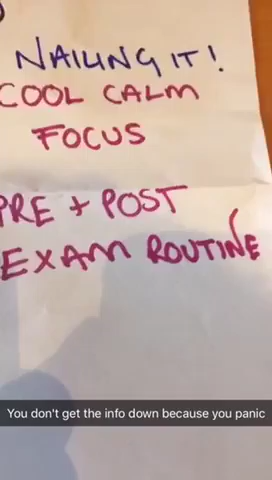 NAILING IT!
COOL CALM
FOCUS
PRE + POST
EXAM ROUTINE
You don't get the info down because you panic